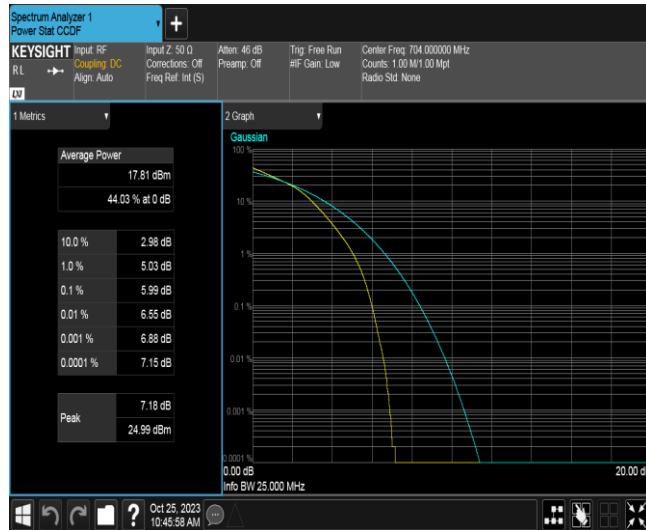 Spectrum Analyzer 1
Power Stat CCDF
+
KEYSIGHT
RL
LXI
Input: RF
Coupling: DC
Align: Auto
Input Z: 50 Ω
Corrections: Off
Freq Ref: Int (S)
Atten: 46 dB
Preamp: Off
Trig: Free Run
#IF Gain: Low
Center Freq: 704.000000 MHz
Counts: 1.00 M/1.00 Mpt
Radio Std: None
1 Metrics
Average Power
17.81 dBm
44.03 % at 0 dB
10.0 % 2.98 dB
1.0 % 5.03 dB
0.1 % 5.99 dB
0.01 % 6.55 dB
0.001 % 6.88 dB
0.0001 % 7.15 dB
Peak
7.18 dB
24.99 dBm
2 Graph
Gaussian
100 %
10 %
1 %
0.1 %
0.01 %
0.001 %
0.0001 %
0.00 dB
20.00 d
Info BW 25.000 MHz
?
Oct 25, 2023
10:45:58 AM